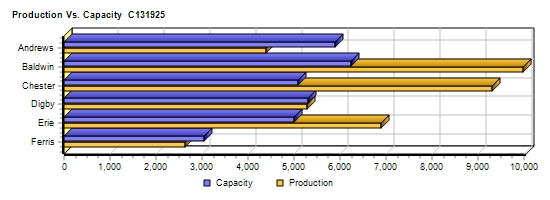 Production Vs. Capacity C131925
Andrews
Baldwin
Chester
Digby
Erie
Ferris
0 1,000 2,000 3,000 4,000 5,000 6,000 7,000 8,000 9,000 10,000
Capacity Production